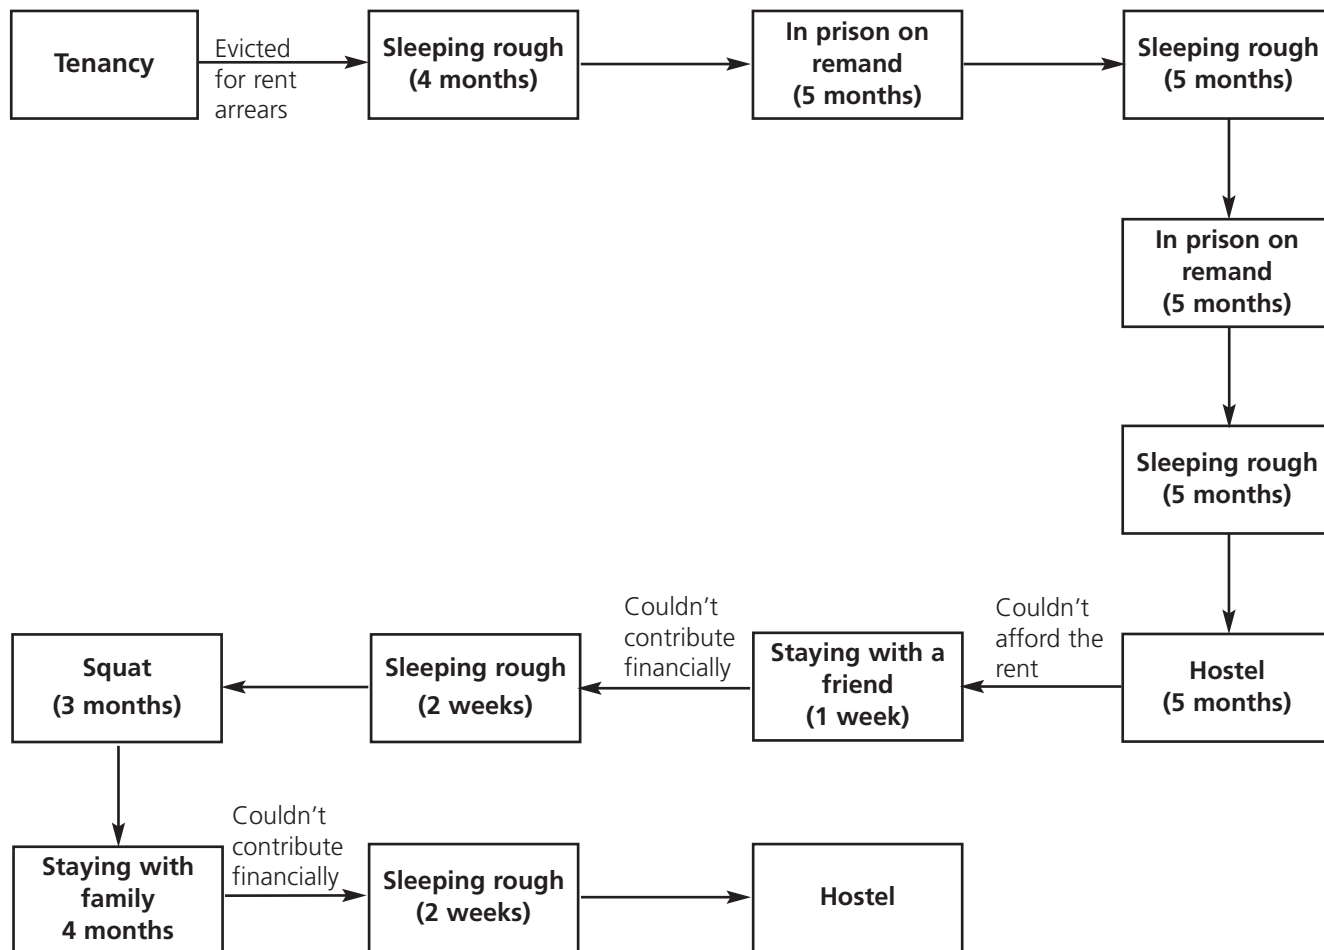 Tenancy
Evicted
for rent
arrears
Sleeping rough
(4 months)
In prison on
remand
(5 months)
Sleeping rough
(5 months)
In prison on
remand
(5 months)
Sleeping rough
(5 months)
Hostel
(5 months)
Couldn't
afford the
rent
Staying with a
friend
(1 week)
Couldn't
contribute
financially
Sleeping rough
(2 weeks)
Squat
(3 months)
Staying with
family
4 months
Couldn't
contribute
financially
Sleeping rough
(2 weeks)
Hostel